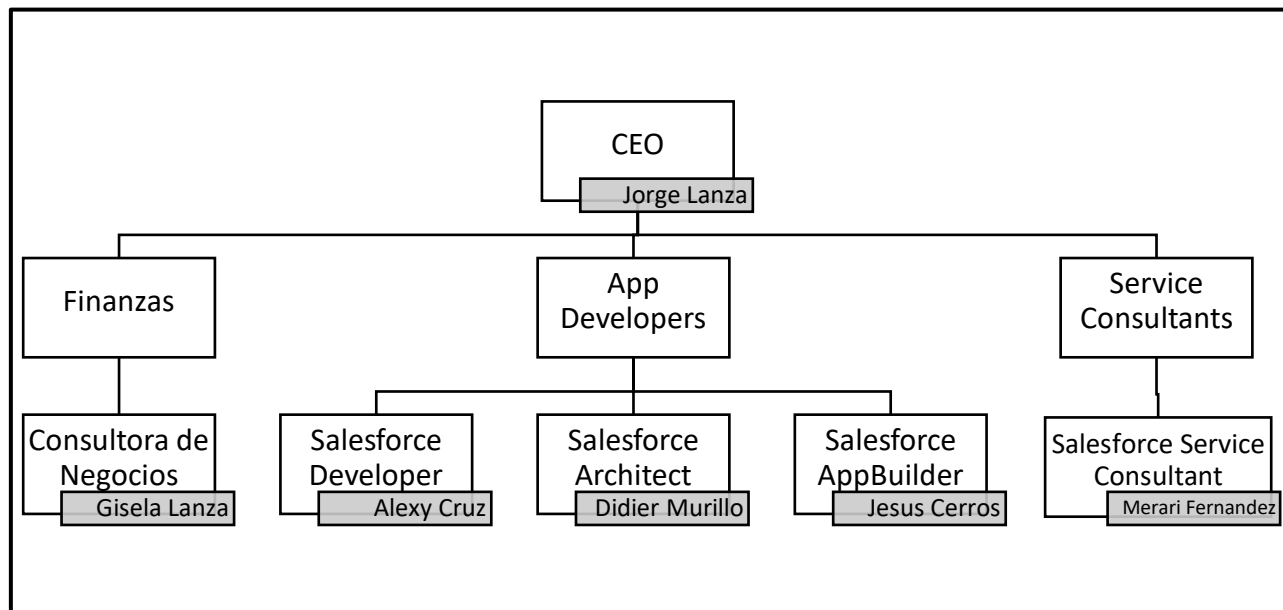 CEO
Jorge Lanza
Finanzas
App
Developers
Service
Consultants
Consultora de
Negocios
Gisela Lanza
Salesforce
Developer
Alexy Cruz
Salesforce
Architect
Didier Murillo
Salesforce
AppBuilder
Jesus Cerros
Salesforce Service
Consultant
Merari Fernandez